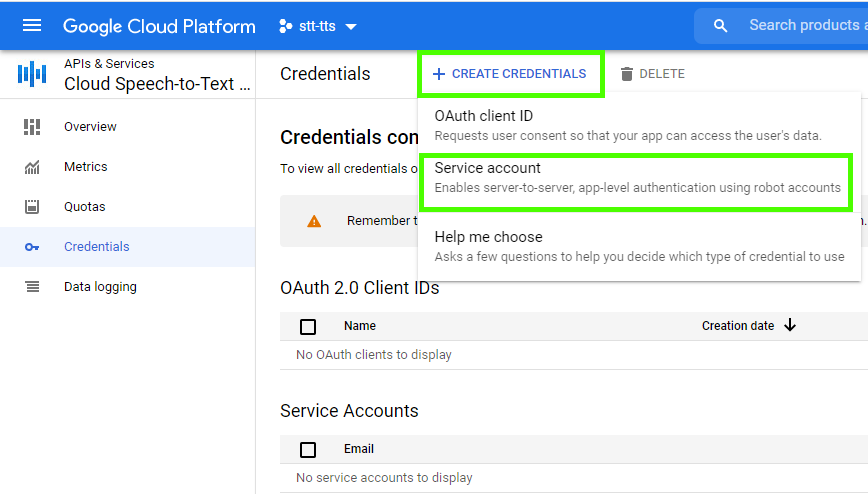 Google Cloud Platform
stt-tts
Search products a
APIs & Services
Cloud Speech-to-Text ...
Overview
Metrics
Quotas
Credentials
Data logging
Credentials
+ CREATE CREDENTIALS
DELETE
OAuth client ID
Requests user consent so that your app can access the user's data.
Service account
Enables server-to-server, app-level authentication using robot accounts
Help me choose
Asks a few questions to help you decide which type of credential to use
Credentials con
To view all credentials o
Remember t
OAuth 2.0 Client IDs
Name
Creation date
No OAuth clients to display
Service Accounts
Email
No service accounts to display